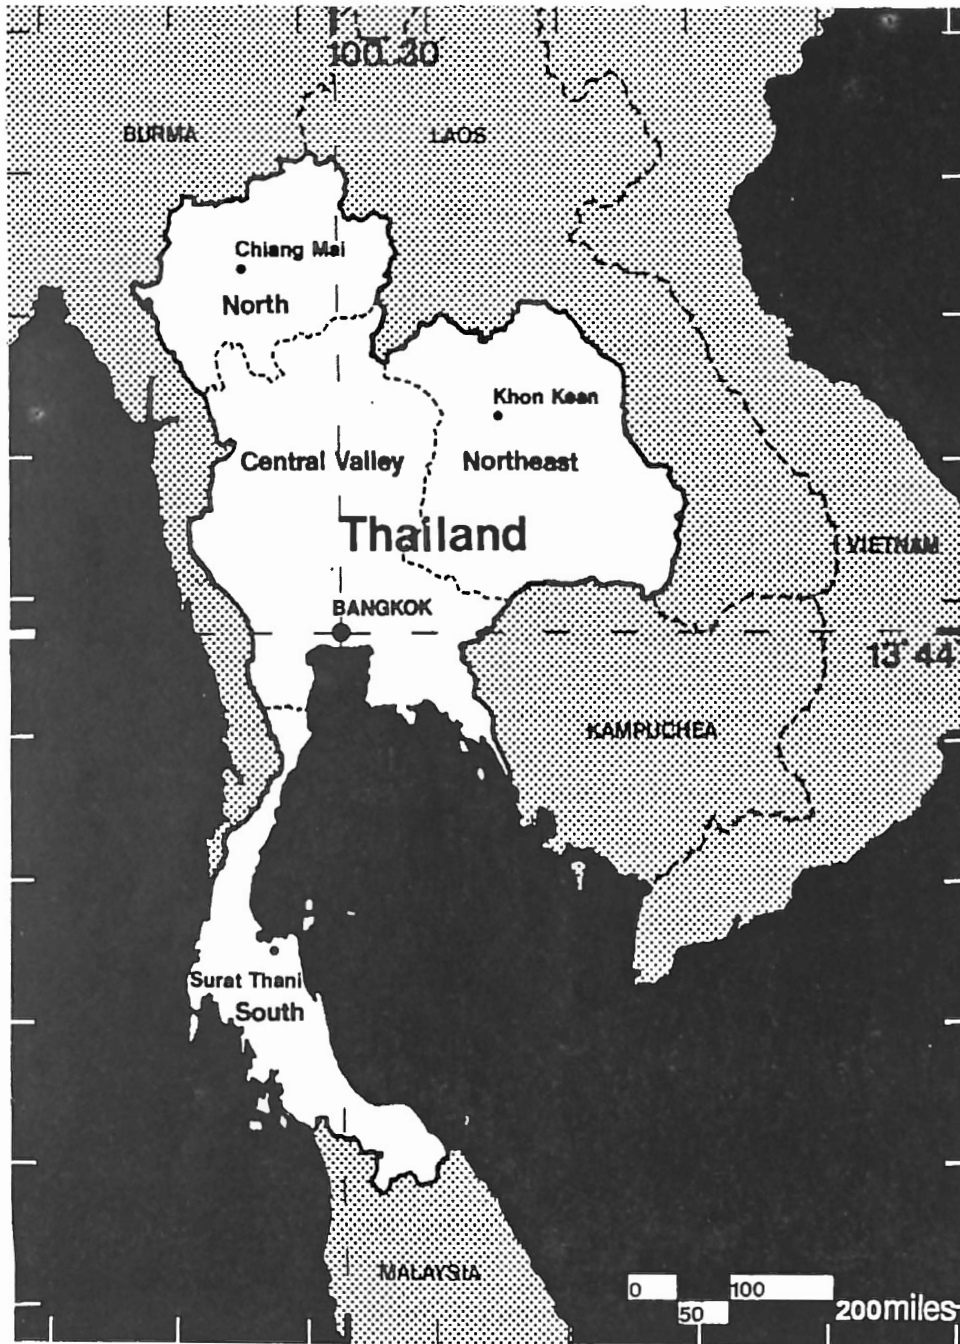 100˚30
BURMA
LAOS
Chiang Mai
North
Khon Kean
Central Valley
Northeast
Thailand
VIETNAM
BANGKOK
13˚44
KAMPUCHEA
Surat Thani
South
MALAYSIA
0
100
50
200miles